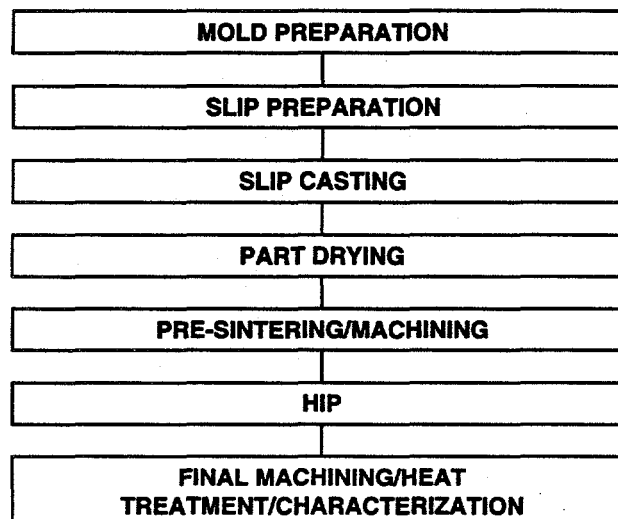 MOLD PREPARATION
SLIP PREPARATION
SLIP CASTING
PART DRYING
PRE-SINTERING/MACHINING
HIP
FINAL MACHINING/HEAT
TREATMENT/CHARACTERIZATION